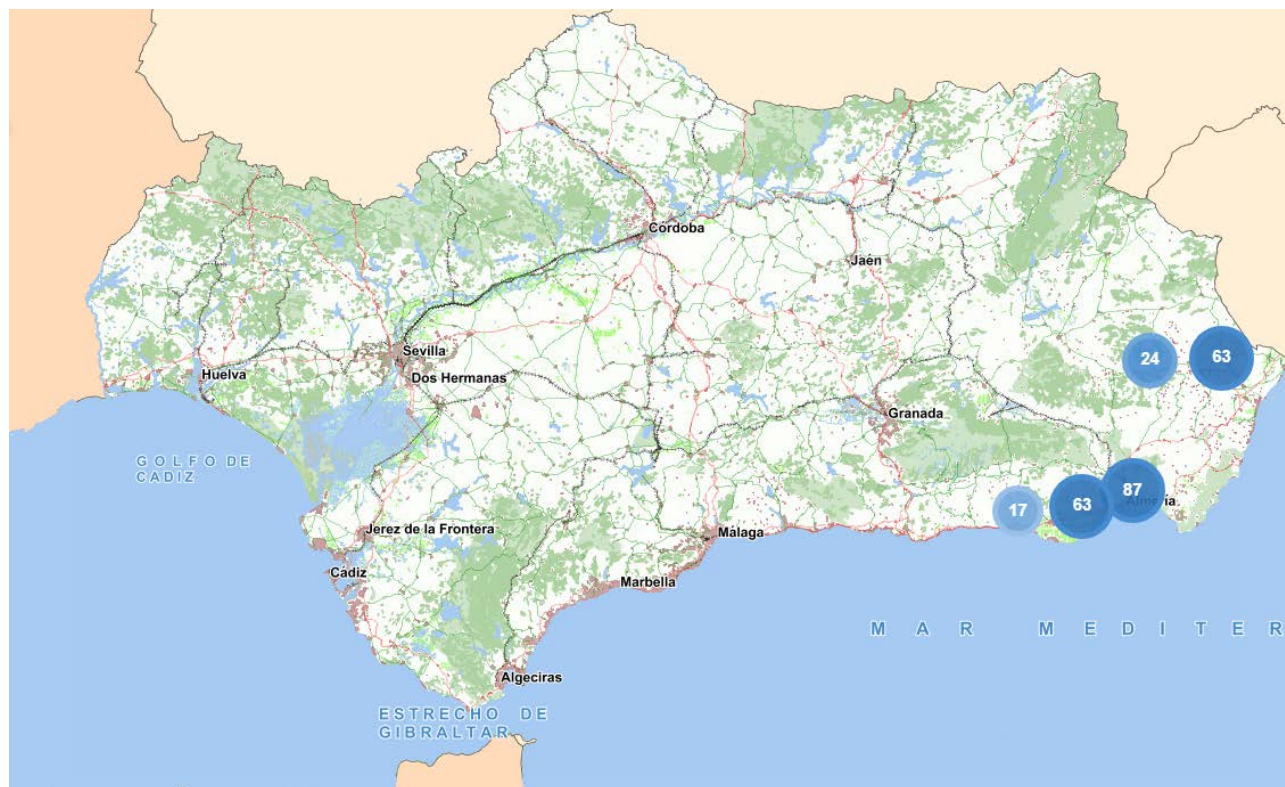 Córdoba
Jaén
Sevilla
24
63
Huelva
Dos Hermanas
Granada
GOLFO DE
CADIZ
87
17
63
Jerez de la Frontera
Málaga
Cádiz
Marbella
MAR MEDITER
Algeciras
ESTRECHO DE
GIBRALTAR